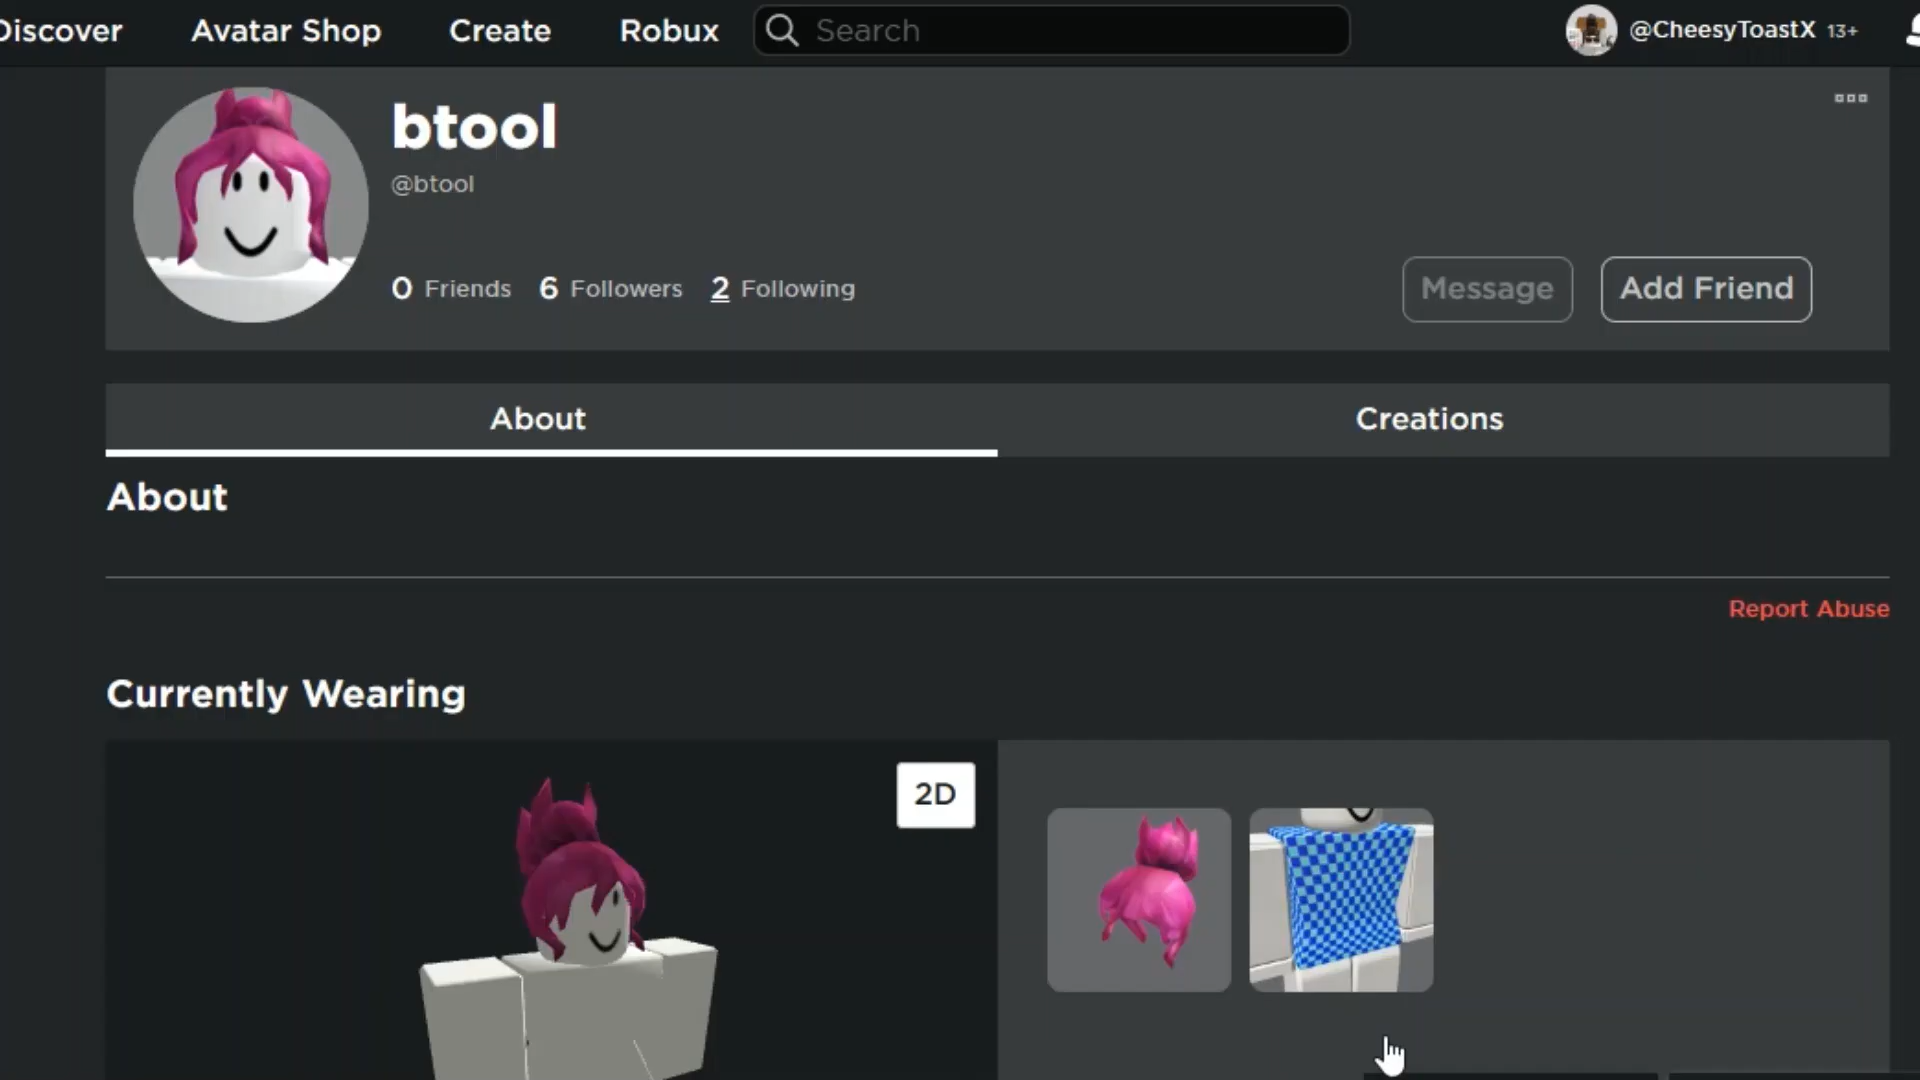 Discover Avatar Shop Create Robux Search @CheesyToastX 13+
btool
@btool
0 Friends 6 Followers 2 Following Message Add Friend
About Creations
About
Report Abuse
Currently Wearing
2D